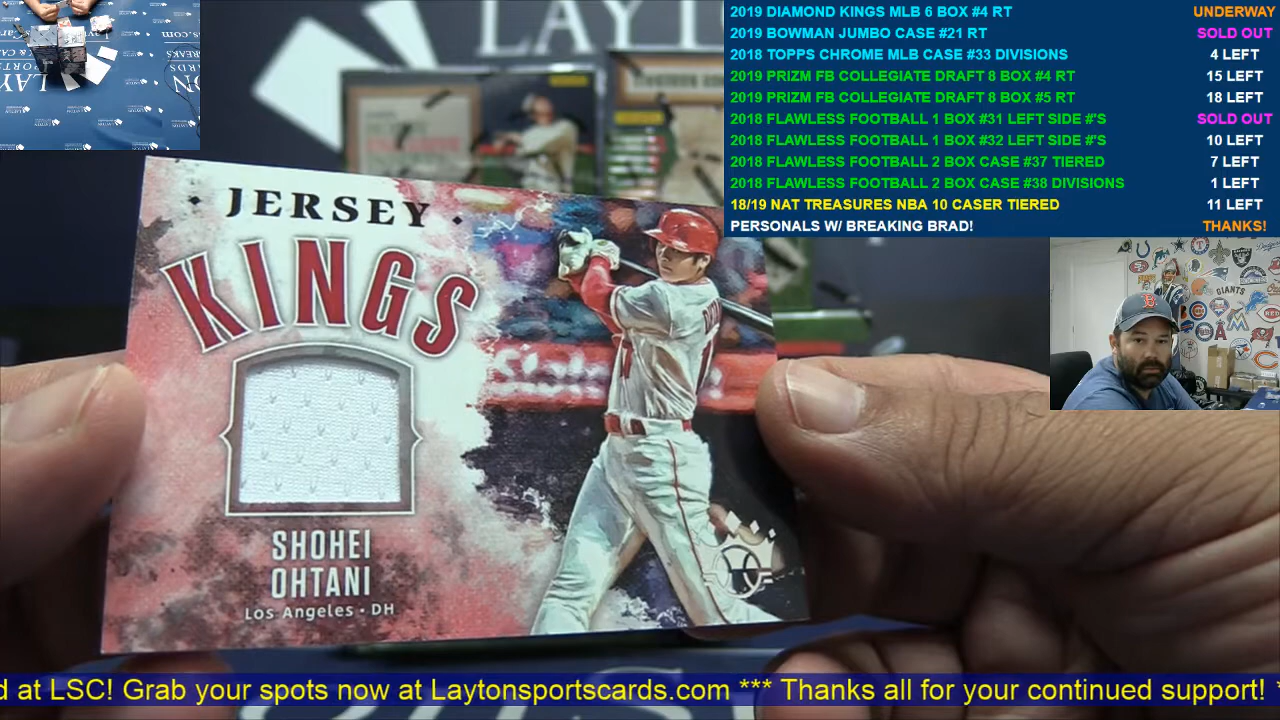 2019 DIAMOND KINGS MLB 6 BOX #4 RT UNDERWAY
2019 BOWMAN JUMBO CASE #21 RT SOLD OUT
2018 TOPPS CHROME MLB CASE #33 DIVISIONS 4 LEFT
2019 PRIZM FB COLLEGIATE DRAFT 8 BOX #4 RT 15 LEFT
2019 PRIZM FB COLLEGIATE DRAFT 8 BOX #5 RT 18 LEFT
2018 FLAWLESS FOOTBALL 1 BOX #31 LEFT SIDE #'S SOLD OUT
2018 FLAWLESS FOOTBALL 1 BOX #32 LEFT SIDE #'S 10 LEFT
2018 FLAWLESS FOOTBALL 2 BOX CASE #37 TIERED 7 LEFT
2018 FLAWLESS FOOTBALL 2 BOX CASE #38 DIVISIONS 1 LEFT
18/19 NAT TREASURES NBA 10 CASER TIERED 11 LEFT
PERSONALS W/ BREAKING BRAD! THANKS!
LAYTON
JERSEY
KINGS
SHOHEI
OHTANI
Los Angeles • DH
GIANTS
d at LSC! Grab your spots now at Laytonsportscards.com *** Thanks all for your continued support! *